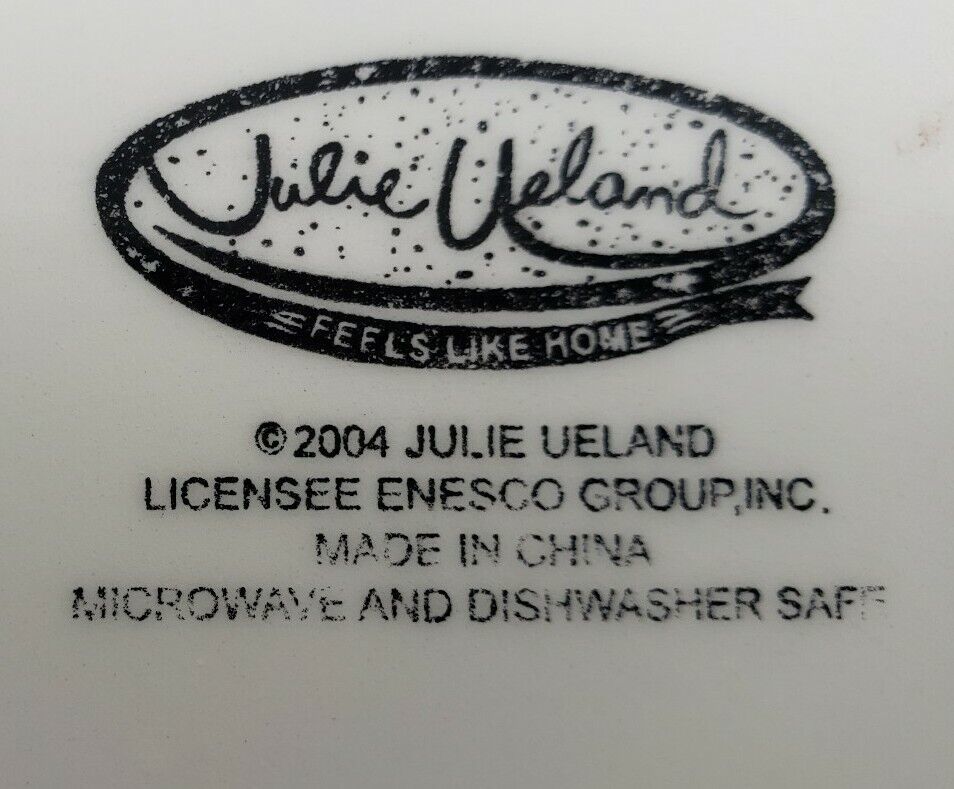 Julie Ueland
FEELS LIKE HOME
©2004 JULIE UELAND
LICENSEE ENESCO GROUP,INC.
MADE IN CHINA
MICROWAVE AND DISHWASHER SAFE